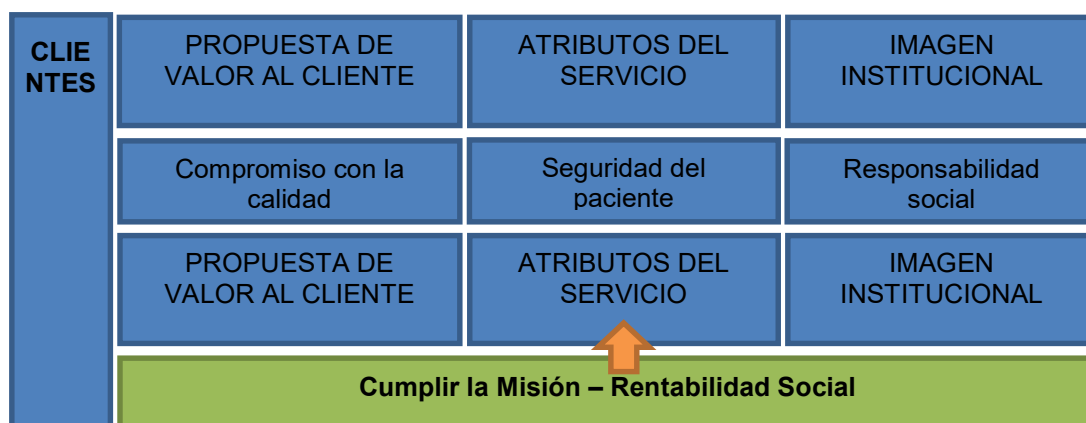 CLIE
NTES
PROPUESTA DE
VALOR AL CLIENTE
ATRIBUTOS DEL
SERVICIO
IMAGEN
INSTITUCIONAL
Compromiso con la
calidad
Seguridad del
paciente
Responsabilidad
social
PROPUESTA DE
VALOR AL CLIENTE
ATRIBUTOS DEL
SERVICIO
IMAGEN
INSTITUCIONAL
Cumplir la Misión – Rentabilidad Social